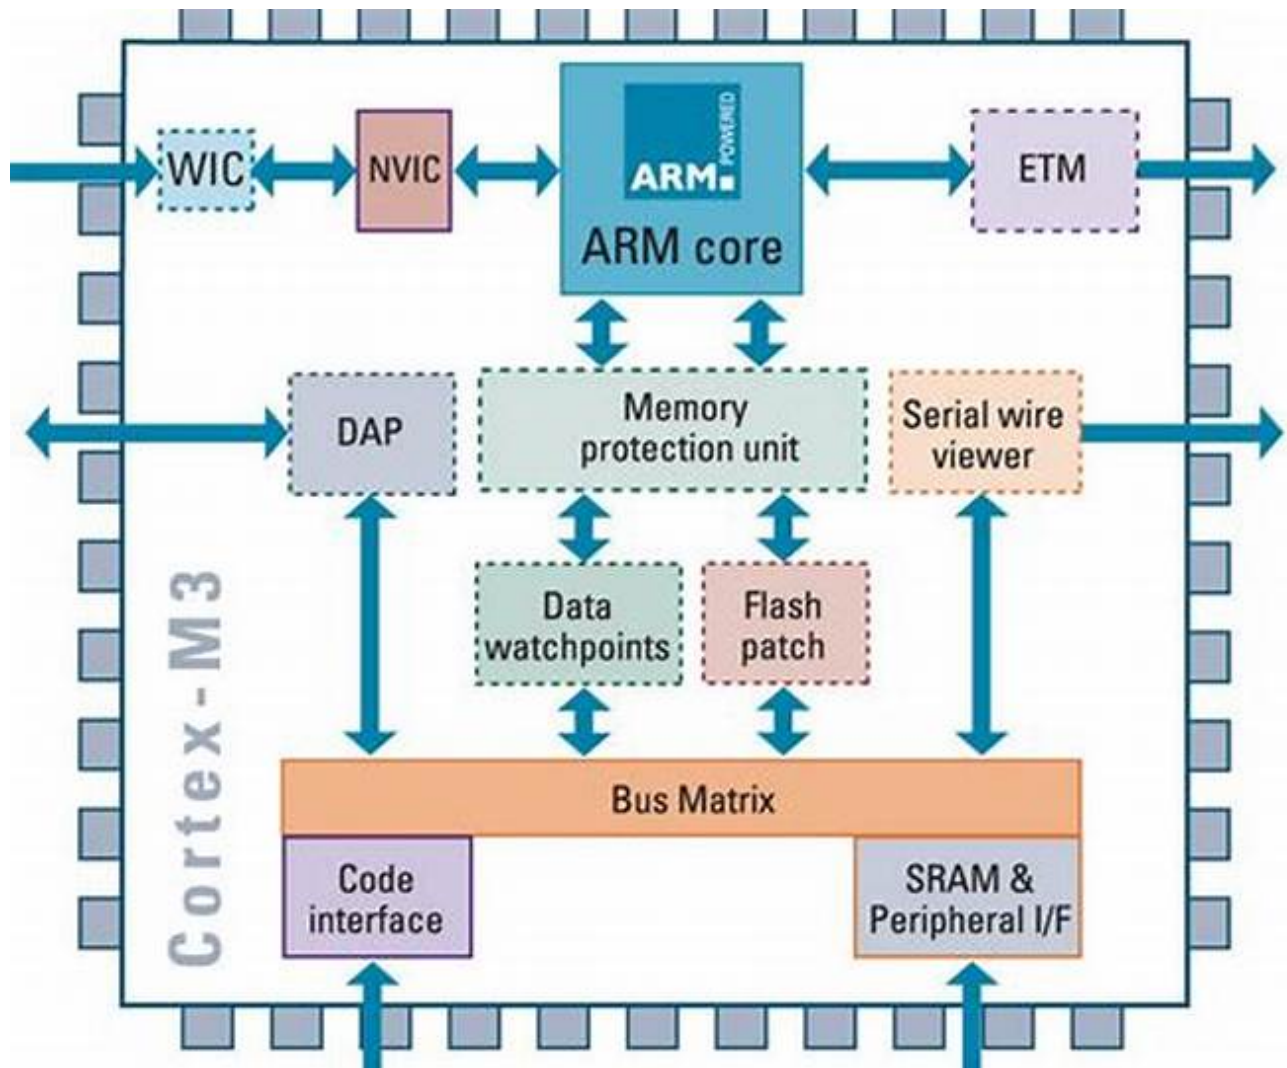 WIC
NVIC
ARM POWERED
ARM core
ETM
DAP
Memory
protection unit
Serial wire
viewer
Data
watchpoints
Flash
patch
Cortex-M3
Bus Matrix
Code
interface
SRAM &
Peripheral I/F